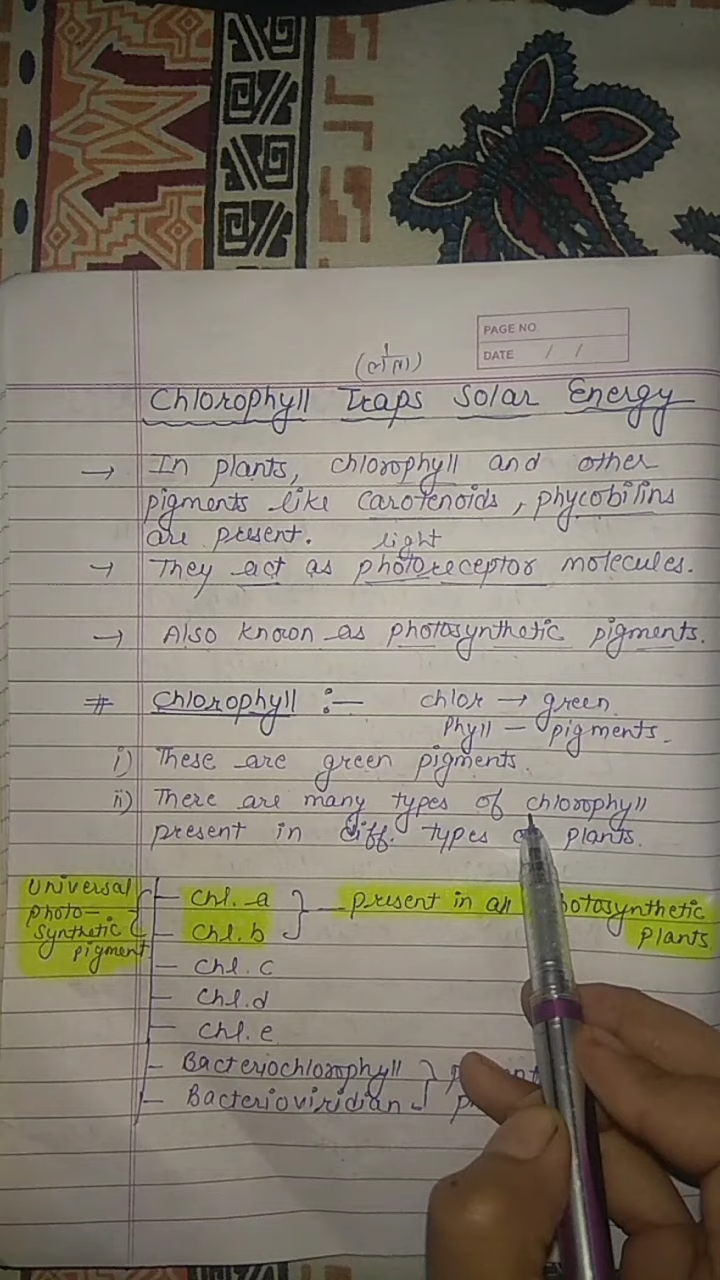 PAGE NO.
DATE / /
Chlorophyll Traps Solar Energy
→ In plants, chlorophyll and other
pigments like carotenoids, phycobilins
are present.
light
→ They act as photoreceptor molecules.
→ Also known as photosynthetic pigments.
# Chlorophyll :— chlor → green.
Phyll — pigments.
i) These are green pigments.
ii) There are many types of chlorophyll
present in diff. types plants.
Universal
Photo-
Synthetic
pigment
Chl. a
Chl. b
present in all photosynthetic
plants
Chl. c
Chl. d
Chl. e
Bacteriochlorophyll
Bacterioviridian